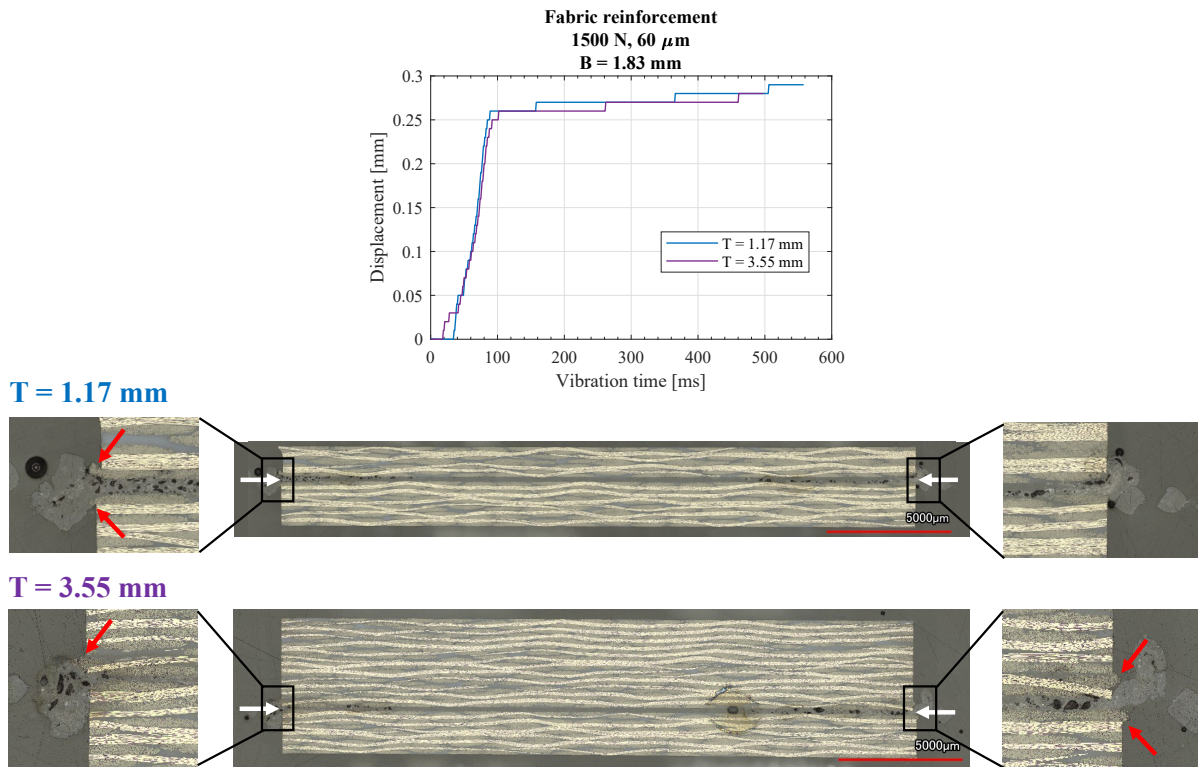 Fabric reinforcement
1500 N, 60 μm
B = 1.83 mm
0.3
0.25
0.2
0.15
0.1
0.05
0
Displacement [mm]
T = 1.17 mm
T = 3.55 mm
0 100 200 300 400 500 600
Vibration time [ms]
T = 1.17 mm
5000μm
T = 3.55 mm
5000μm